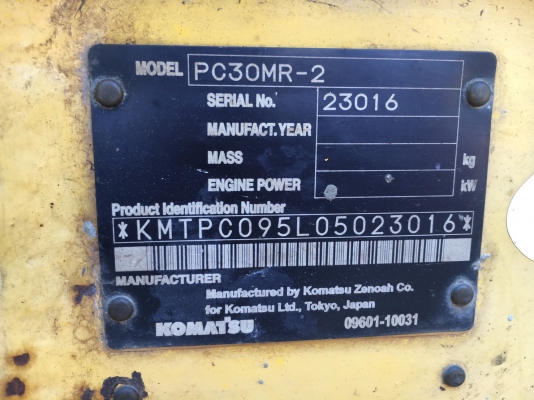 MODEL PC30MR-2
SERIAL No. 23016
MANUFACT. YEAR
MASS kg
ENGINE POWER kW
Product Identification Number
*KMTPC095L05023016*
MANUFACTURER
Manufactured by Komatsu Zenoah Co.
for Komatsu Ltd., Tokyo, Japan
KOMATSU 09601-10031